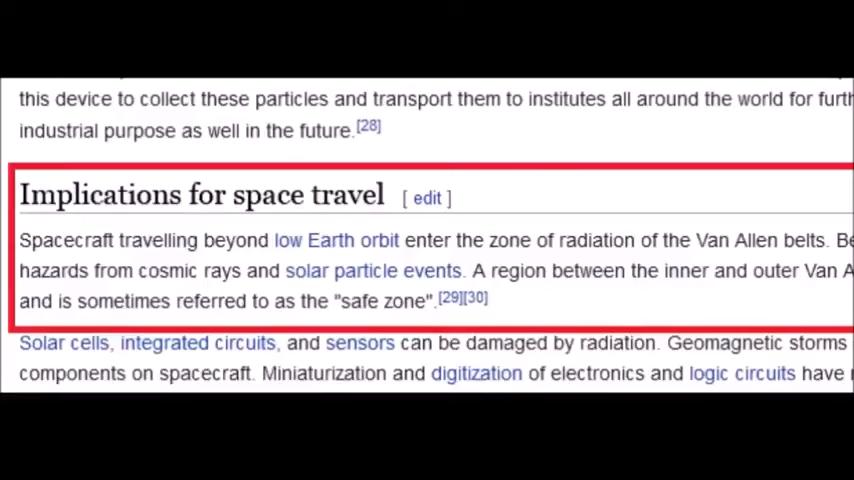 this device to collect these particles and transport them to institutes all around the world for
industrial purpose as well in the future.[28]
Implications for space travel [ edit ]
Spacecraft travelling beyond low Earth orbit enter the zone of radiation of the Van Allen belts.
hazards from cosmic rays and solar particle events. A region between the inner and outer Van
and is sometimes referred to as the "safe zone".[29][30]
Solar cells, integrated circuits, and sensors can be damaged by radiation. Geomagnetic storms
components on spacecraft. Miniaturization and digitization of electronics and logic circuits have